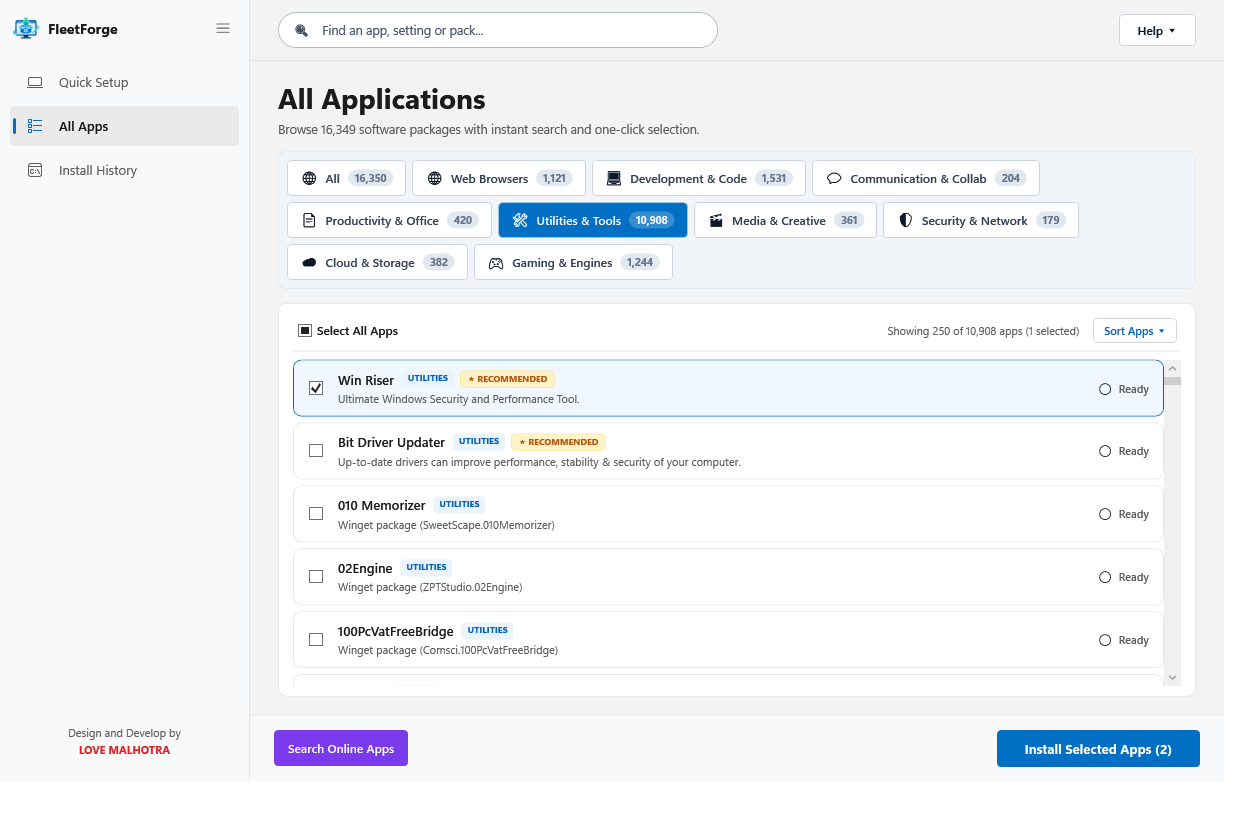 FleetForge
Find an app, setting or pack...
Help
Quick Setup
All Apps
Install History
All Applications
Browse 16,349 software packages with instant search and one-click selection.
All 16,350
Web Browsers 1,121
Development & Code 1,531
Communication & Collab 204
Productivity & Office 420
Utilities & Tools 10,908
Media & Creative 361
Security & Network 179
Cloud & Storage 382
Gaming & Engines 1,244
Select All Apps
Showing 250 of 10,908 apps (1 selected)
Sort Apps
Win Riser UTILITIES ★ RECOMMENDED
Ultimate Windows Security and Performance Tool.
Ready
Bit Driver Updater UTILITIES ★ RECOMMENDED
Up-to-date drivers can improve performance, stability & security of your computer.
Ready
010 Memorizer UTILITIES
Winget package (SweetScape.010Memorizer)
Ready
02Engine UTILITIES
Winget package (ZPTStudio.02Engine)
Ready
100PcVatFreeBridge UTILITIES
Winget package (Comsci.100PcVatFreeBridge)
Ready
Design and Develop by
LOVE MALHOTRA
Search Online Apps
Install Selected Apps (2)